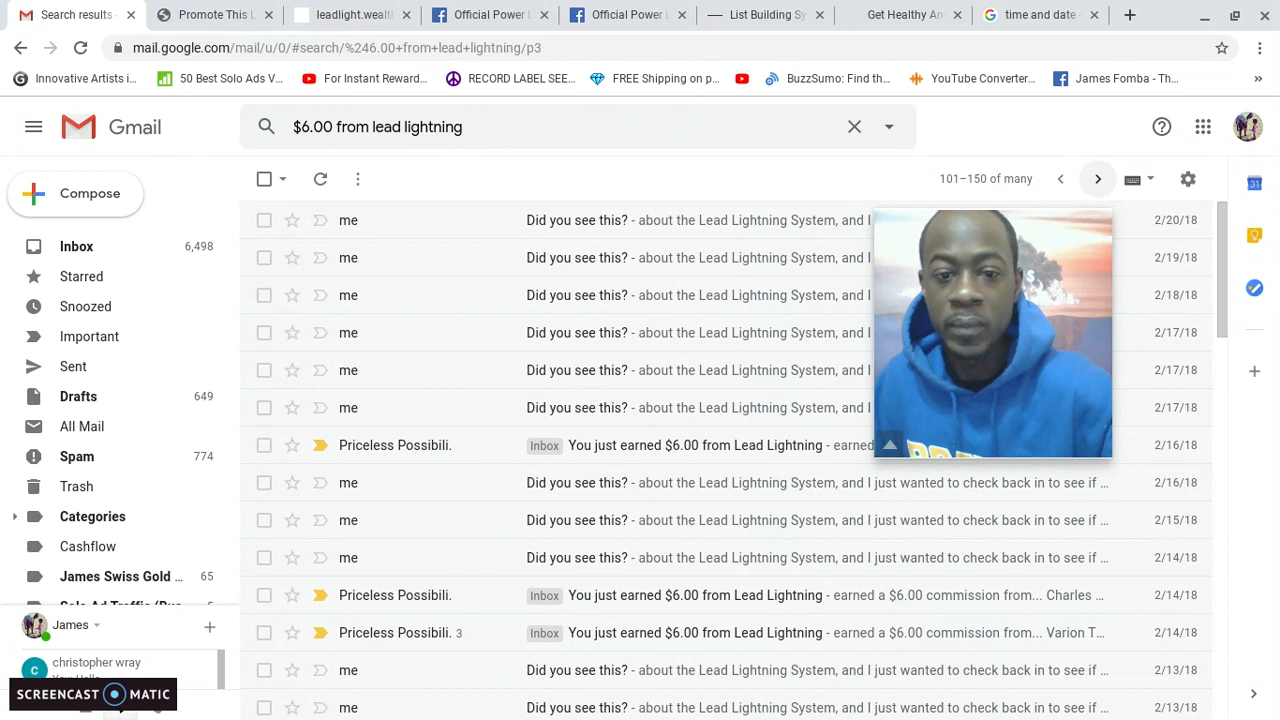 Search results -
Promote This L
leadlight.wealth
Official Power L
Official Power L
List Building Sy
Get Healthy An
time and date -
mail.google.com/mail/u/0/#search/%246.00+from+lead+lightning/p3
Innovative Artists i...
50 Best Solo Ads V...
For Instant Reward...
RECORD LABEL SEE...
FREE Shipping on p...
BuzzSumo: Find th...
YouTube Converter...
James Fomba - Th...
Gmail
$6.00 from lead lightning
Compose
101–150 of many
Inbox 6,498
Starred
Snoozed
Important
Sent
Drafts 649
All Mail
Spam 774
Trash
Categories
Cashflow
James Swiss Gold ... 65
me Did you see this? - about the Lead Lightning System, and I 2/20/18
me Did you see this? - about the Lead Lightning System, and I 2/19/18
me Did you see this? - about the Lead Lightning System, and I 2/18/18
me Did you see this? - about the Lead Lightning System, and I 2/17/18
me Did you see this? - about the Lead Lightning System, and I 2/17/18
me Did you see this? - about the Lead Lightning System, and I 2/17/18
Priceless Possibili. Inbox You just earned $6.00 from Lead Lightning - earned 2/16/18
me Did you see this? - about the Lead Lightning System, and I just wanted to check back in to see if ... 2/16/18
me Did you see this? - about the Lead Lightning System, and I just wanted to check back in to see if ... 2/15/18
me Did you see this? - about the Lead Lightning System, and I just wanted to check back in to see if ... 2/14/18
Priceless Possibili. Inbox You just earned $6.00 from Lead Lightning - earned a $6.00 commission from... Charles ... 2/14/18
Priceless Possibili. 3 Inbox You just earned $6.00 from Lead Lightning - earned a $6.00 commission from... Varion T... 2/14/18
me Did you see this? - about the Lead Lightning System, and I just wanted to check back in to see if ... 2/13/18
me Did you see this? - about the Lead Lightning System, and I just wanted to check back in to see if ... 2/13/18
James
christopher wray
SCREENCAST MATIC
31